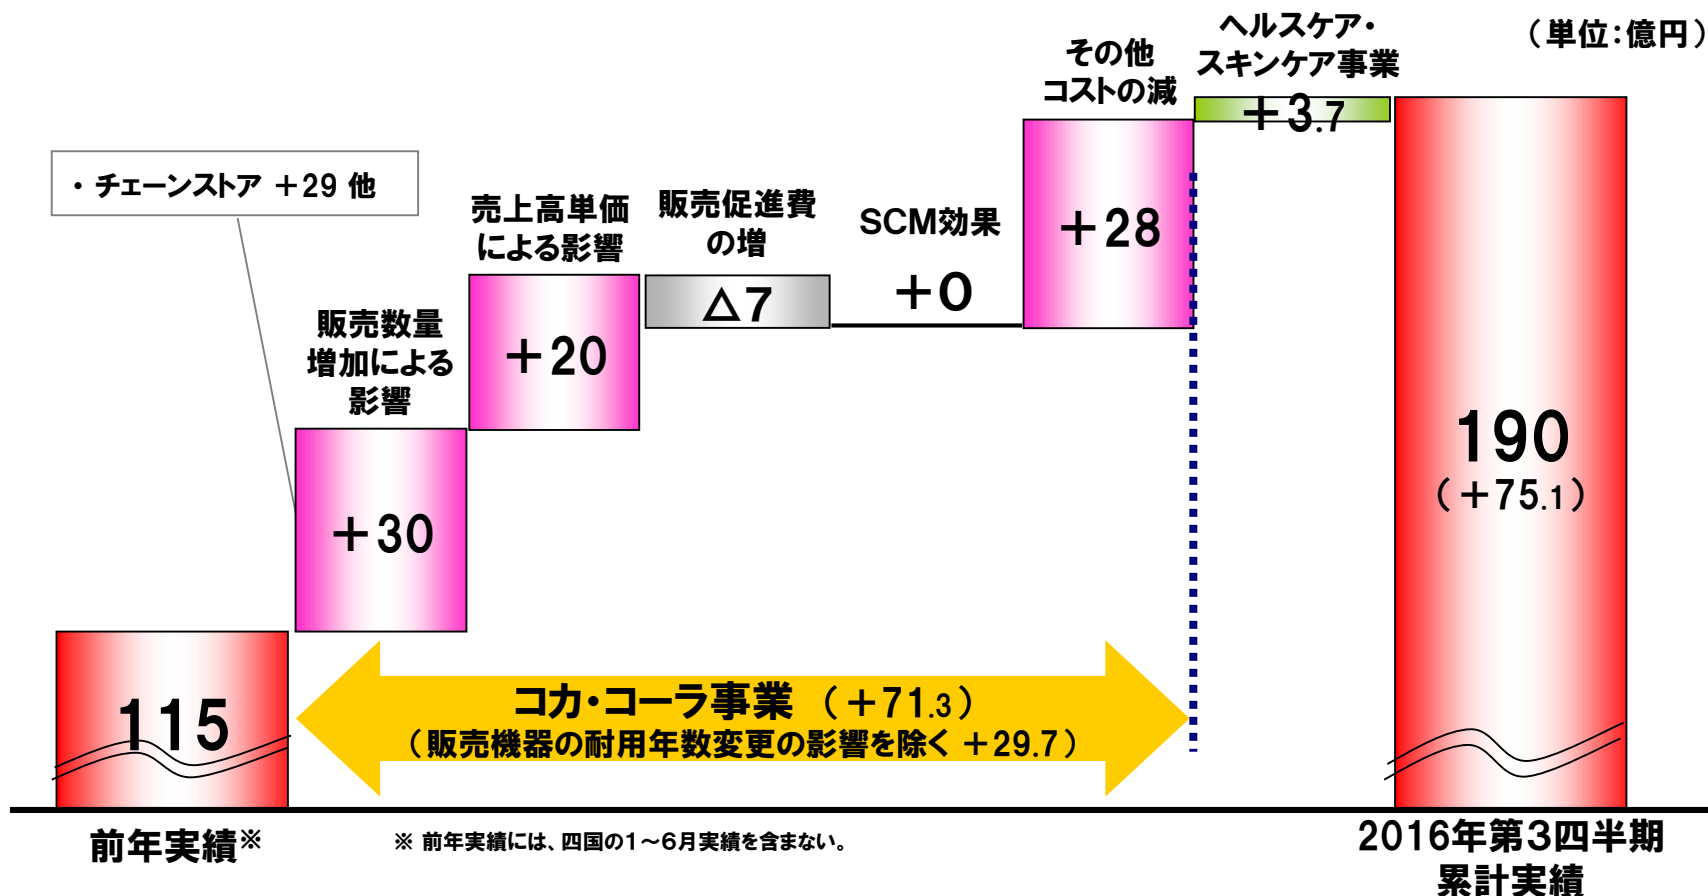 （単位：億円）
ヘルスケア・
スキンケア事業
＋3.7
その他
コストの減
＋28
・ チェーンストア ＋29 他
売上高単価
による影響
＋20
販売促進費
の増
△7
SCM効果
＋0
販売数量
増加による
影響
＋30
190
（＋75.1）
115
コカ・コーラ事業 （＋71.3）
（販売機器の耐用年数変更の影響を除く ＋29.7）
前年実績※
※ 前年実績には、四国の1～6月実績を含まない。
2016年第3四半期
累計実績